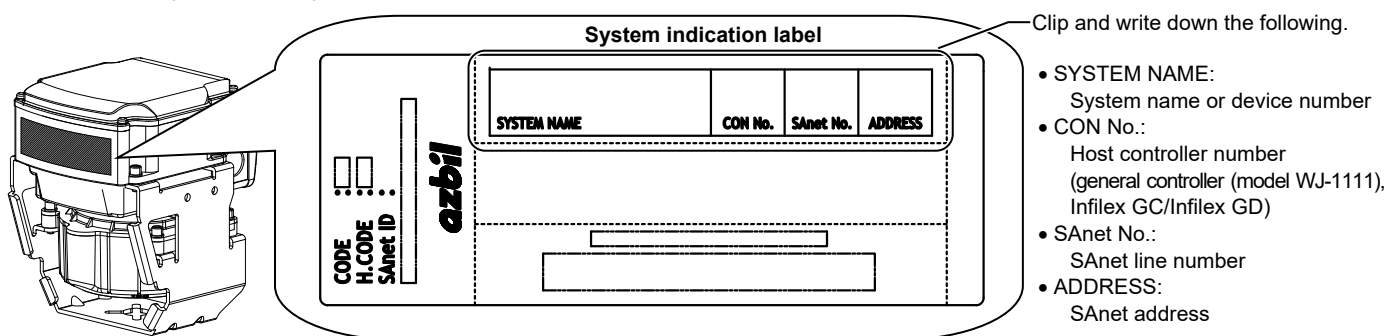 System indication label
SYSTEM NAME
CON No.
SAnet No.
ADDRESS
CODE :
H.CODE :
SAnet ID :
azbil
Clip and write down the following.
• SYSTEM NAME:
System name or device number
• CON No.:
Host controller number
(general controller (model WJ-1111),
Infilex GC/Infilex GD)
• SAnet No.:
SAnet line number
• ADDRESS:
SAnet address